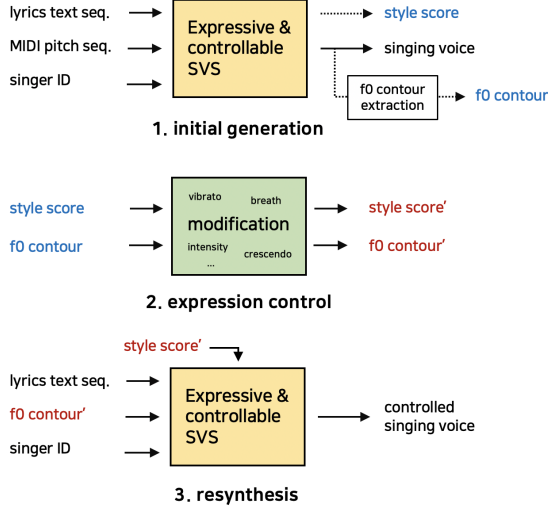 lyrics text seq.
MIDI pitch seq.
singer ID
Expressive &
controllable
SVS
style score
singing voice
f0 contour
extraction
f0 contour
1. initial generation
style score
f0 contour
vibrato
breath
modification
intensity
crescendo
...
style score′
f0 contour′
2. expression control
style score′
lyrics text seq.
f0 contour′
singer ID
Expressive &
controllable
SVS
controlled
singing voice
3. resynthesis